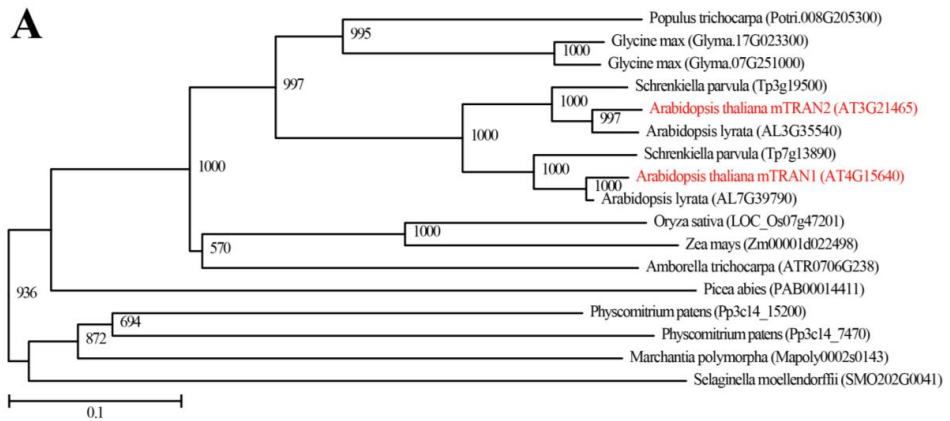 A
Populus trichocarpa (Potri.008G205300)
995
Glycine max (Glyma.17G023300)
1000
Glycine max (Glyma.07G251000)
997
Schrenkiella parvula (Tp3g19500)
1000
Arabidopsis thaliana mTRAN2 (AT3G21465)
997
Arabidopsis lyrata (AL3G35540)
1000
Schrenkiella parvula (Tp7g13890)
1000
Arabidopsis thaliana mTRAN1 (AT4G15640)
1000
Arabidopsis lyrata (AL7G39790)
1000
Oryza sativa (LOC_Os07g47201)
1000
Zea mays (Zm00001d022498)
570
Amborella trichocarpa (ATR0706G238)
936
Picea abies (PAB00014411)
Physcomitrium patens (Pp3c14_15200)
694
Physcomitrium patens (Pp3c14_7470)
872
Marchantia polymorpha (Mapoly0002s0143)
Selaginella moellendorffii (SMO202G0041)
0.1